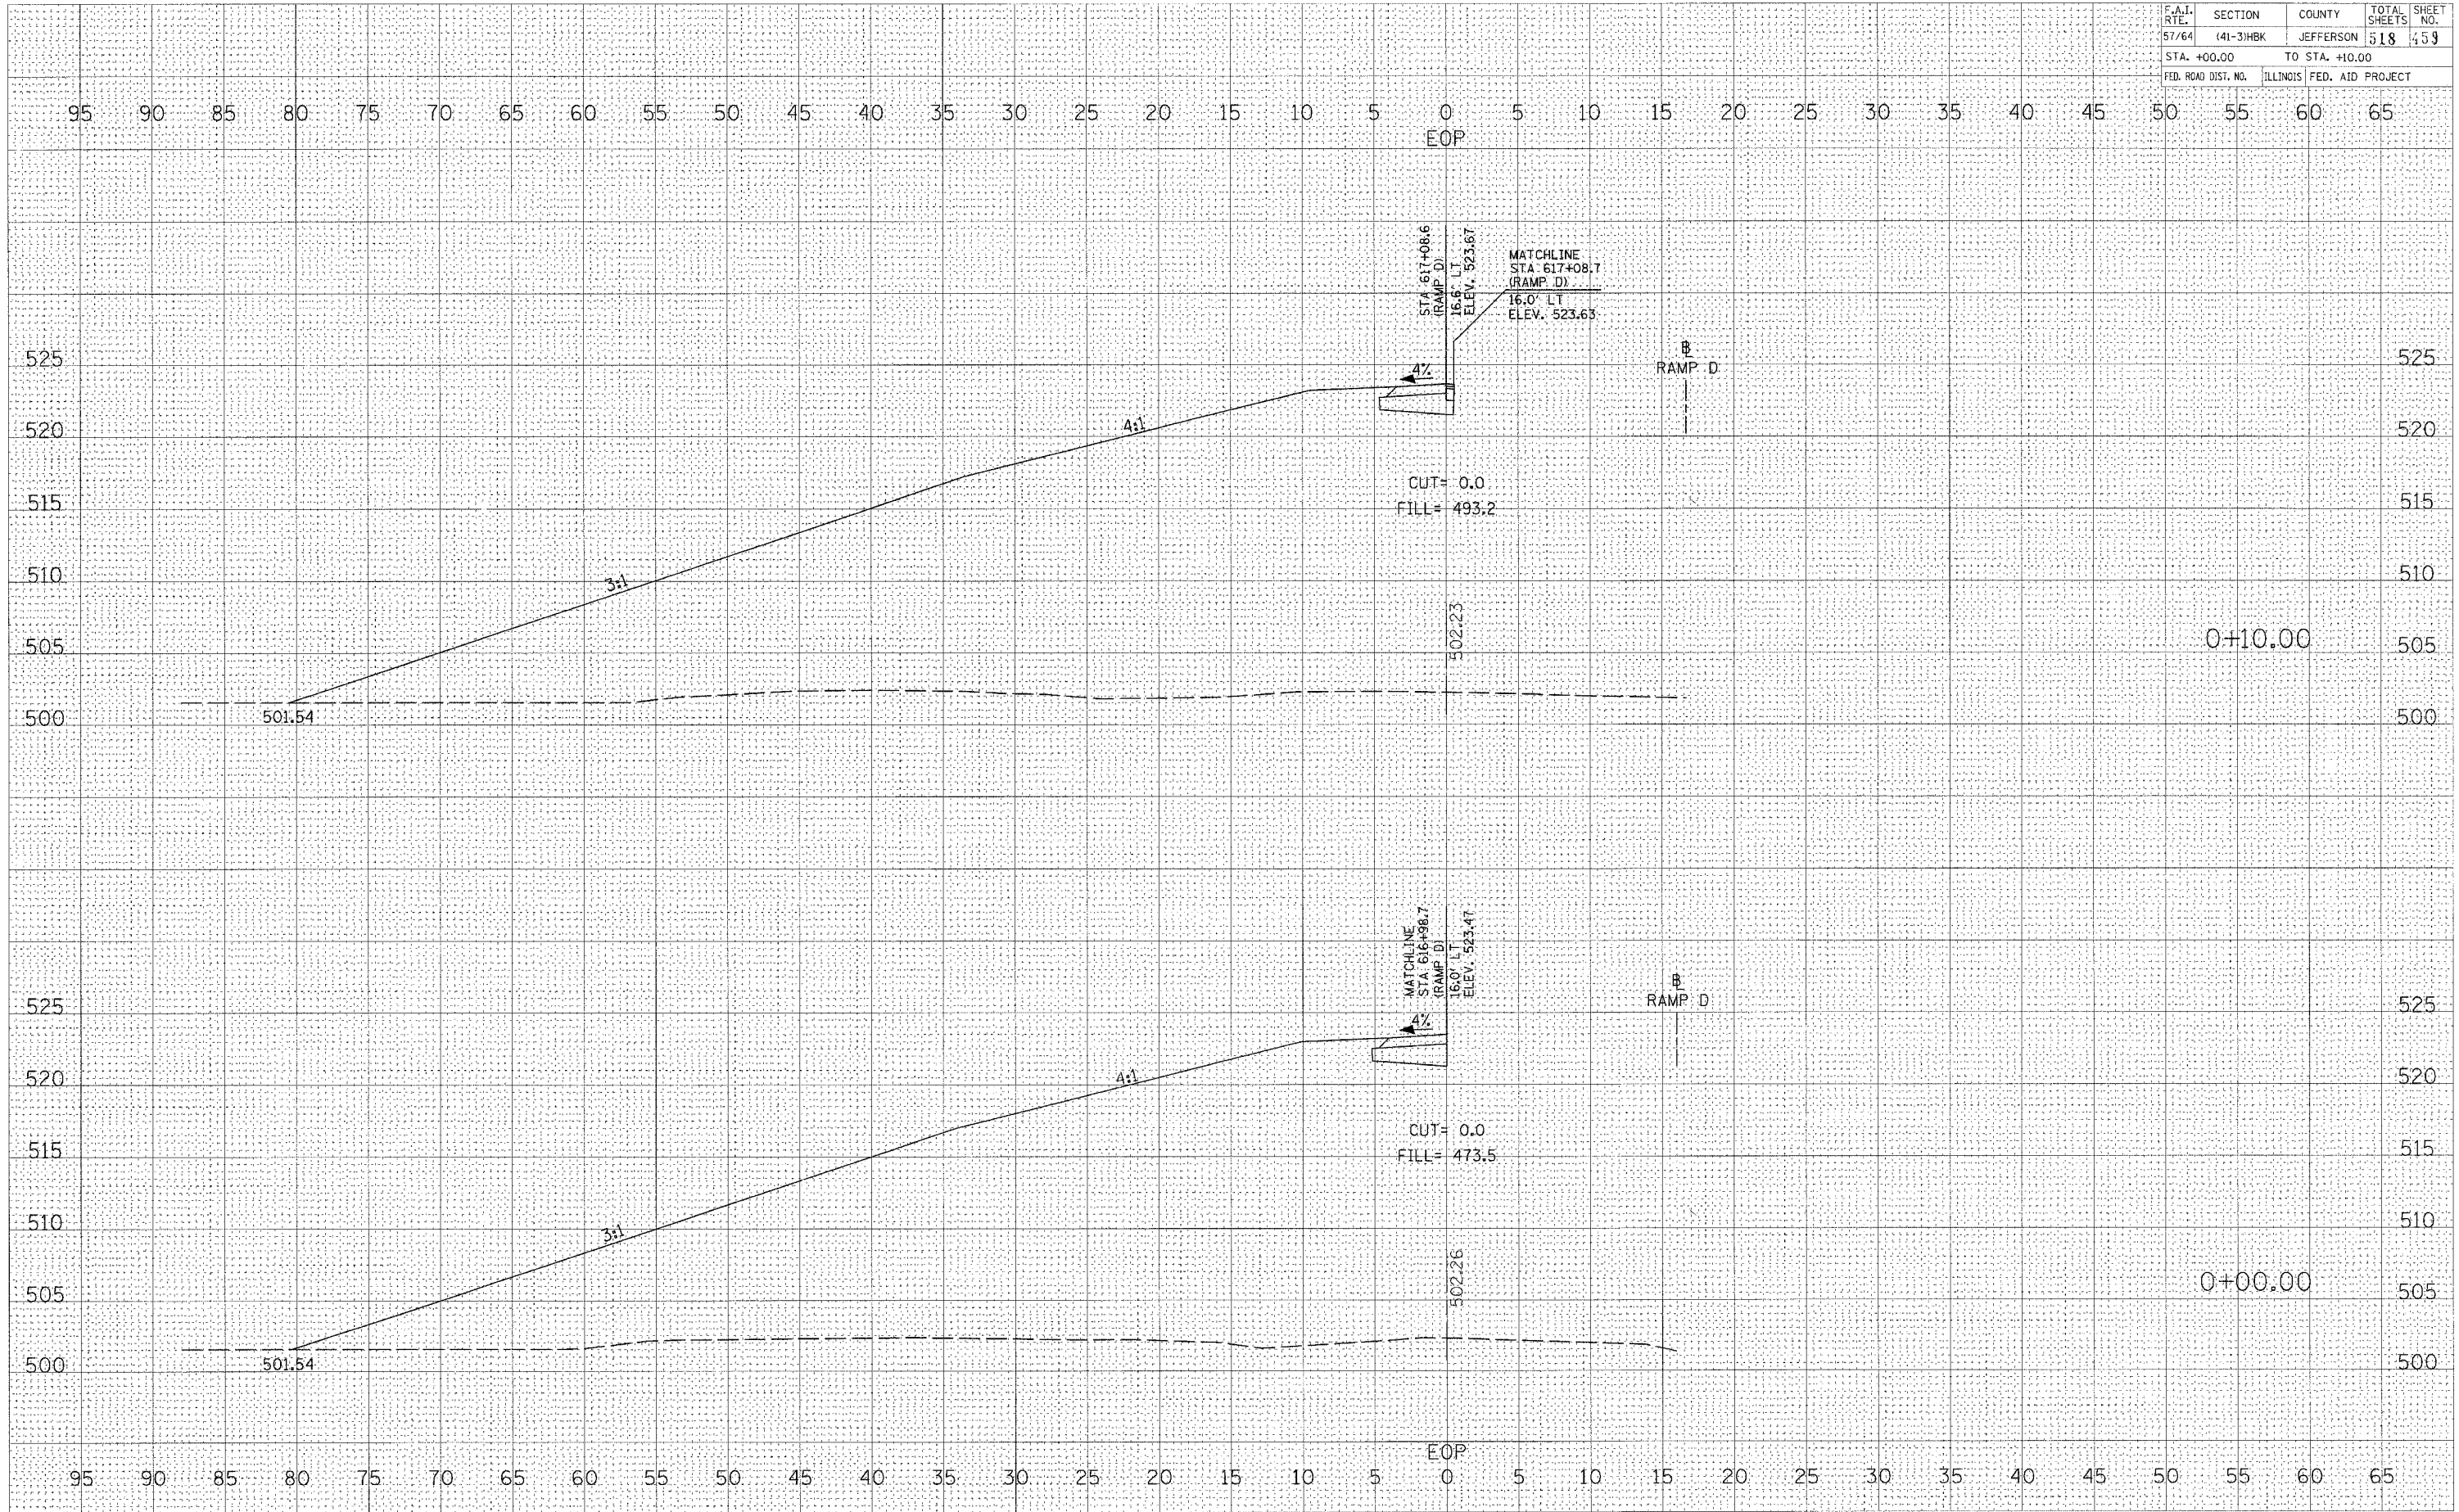 F.A.I. RTE. SECTION COUNTY TOTAL SHEETS SHEET NO.
57/64 (41-3)HBK JEFFERSON 518 459
STA. +00.00 TO STA. +10.00
FED. ROAD DIST. NO. ILLINOIS FED. AID PROJECT
95 90 85 80 75 70 65 60 55 50 45 40 35 30 25 20 15 10 5 0 5 10 15 20 25 30 35 40 45 50 55 60 65
EOP
STA 617+08.6
(RAMP D)
16.6' LT
ELEV. 523.67
MATCHLINE
STA 617+08.7
(RAMP D)
16.0' LT
ELEV. 523.63
525 525
BL
RAMP D
4%
520 4:1 520
CUT= 0.0
515 FILL= 493.2 515
510 3:1 510
502.23
505 0+10.00 505
500 501.54 500
MATCHLINE
STA 616+98.7
(RAMP D)
16.0' LT
ELEV. 523.47
BL
RAMP D
525 525
4%
520 4:1 520
CUT= 0.0
515 FILL= 473.5 515
510 3:1 510
502.26
505 0+00.00 505
500 501.54 500
EOP
95 90 85 80 75 70 65 60 55 50 45 40 35 30 25 20 15 10 5 0 5 10 15 20 25 30 35 40 45 50 55 60 65